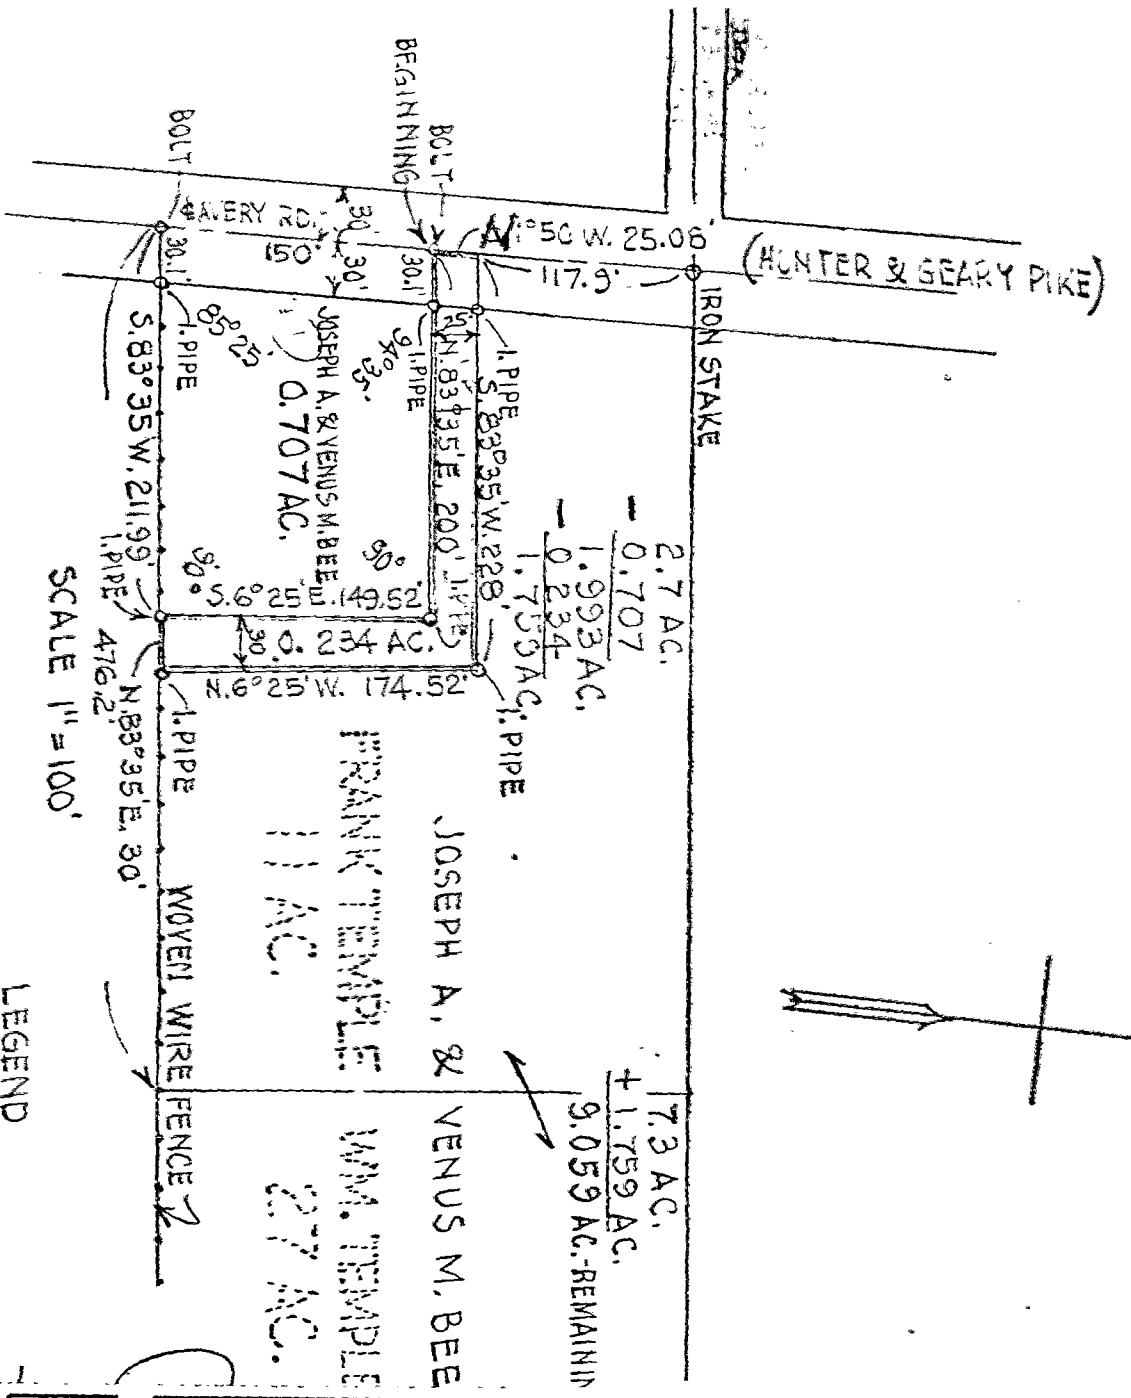 BEGINNING
BOLT
BOLT
℄ AVERY RD.
150'
30'
30'
30.1'
30.1'
1°50 W. 25.06'
117.9'
(HUNTER & GEARY PIKE)
IRON STAKE
I. PIPE
85°25'
I. PIPE
94°35'
I. PIPE
25'
S. 83°35'W. 228'
N. 83°35'E. 200'
I. PIPE
JOSEPH A. & VENUS M. BEE
0.707 AC.
S. 83°35 W. 211.99'
I. PIPE
90°
90°
S. 6°25'E. 149.52'
30'
0.234 AC.
N. 6°25'W. 174.52'
I. PIPE
I. PIPE
N. 83°35'E. 30'
476.2'
SCALE 1"=100'
2.7 AC.
- 0.707
1.993 AC.
- 0.234
1.759 AC.
7.3 AC.
+ 1.759 AC.
9.059 AC.-REMAININ
JOSEPH A. & VENUS M. BEE
FRANK TEMPLE
11 AC.
WM. TEMPLE
27 AC.
WOVEN WIRE FENCE
LEGEND